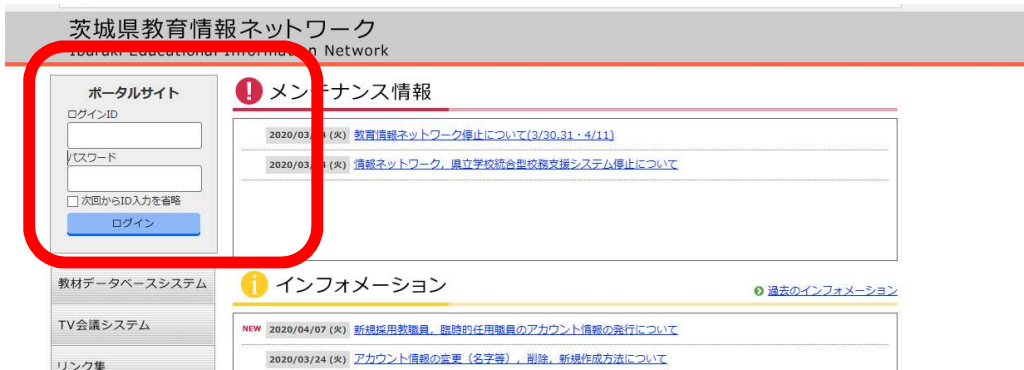 茨城県教育情報ネットワーク
Ibaraki Educational Information Network
ポータルサイト
ログインID
パスワード
次回からID入力を省略
ログイン
教材データベースシステム
TV会議システム
リンク集
メンテナンス情報
2020/03/ 4 (火) 教育情報ネットワーク停止について(3/30,31・4/11)
2020/03/ 4 (火) 情報ネットワーク，県立学校統合型校務支援システム停止について
インフォメーション
過去のインフォメーション
NEW 2020/04/07 (火) 新規採用教職員，臨時的任用職員のアカウント情報の発行について
2020/03/24 (火) アカウント情報の変更（名字等），削除，新規作成方法について